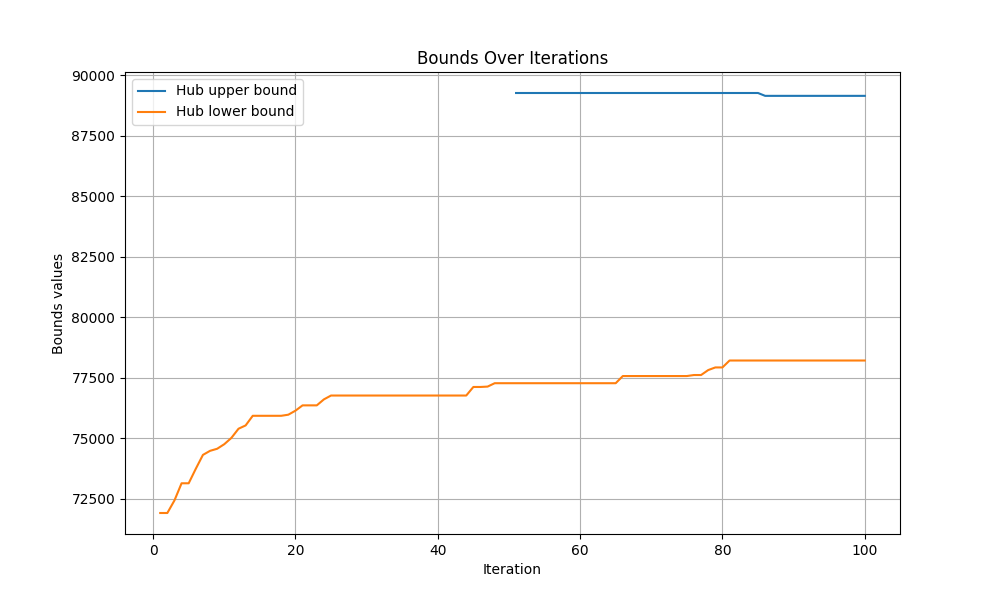 Bounds Over Iterations
Hub upper bound
Hub lower bound
Bounds values
90000
87500
85000
82500
80000
77500
75000
72500
0 20 40 60 80 100
Iteration